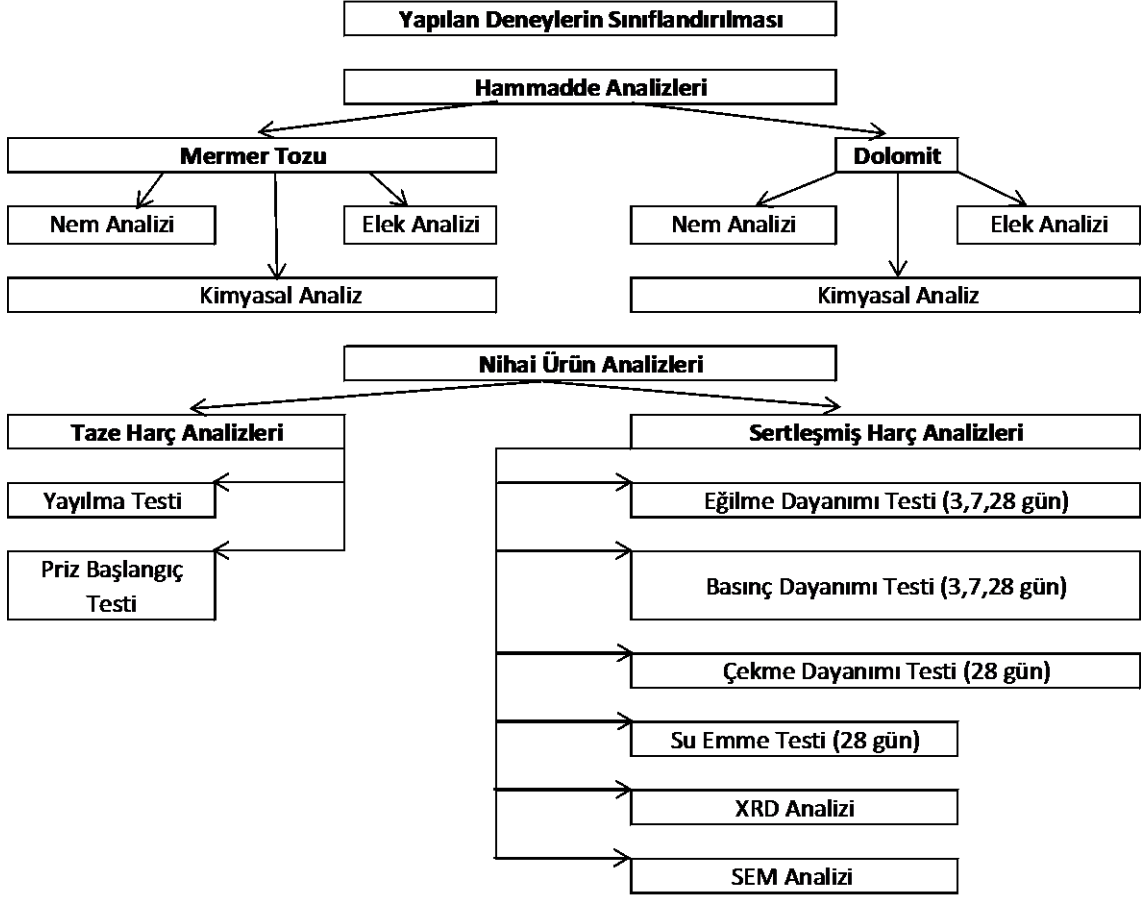 Yapılan Deneylerin Sınıflandırılması
Hammadde Analizleri
Mermer Tozu
Dolomit
Nem Analizi
Elek Analizi
Nem Analizi
Elek Analizi
Kimyasal Analiz
Kimyasal Analiz
Nihai Ürün Analizleri
Taze Harç Analizleri
Sertleşmiş Harç Analizleri
Yayılma Testi
Eğilme Dayanımı Testi (3,7,28 gün)
Priz Başlangıç
Testi
Basınç Dayanımı Testi (3,7,28 gün)
Çekme Dayanımı Testi (28 gün)
Su Emme Testi (28 gün)
XRD Analizi
SEM Analizi